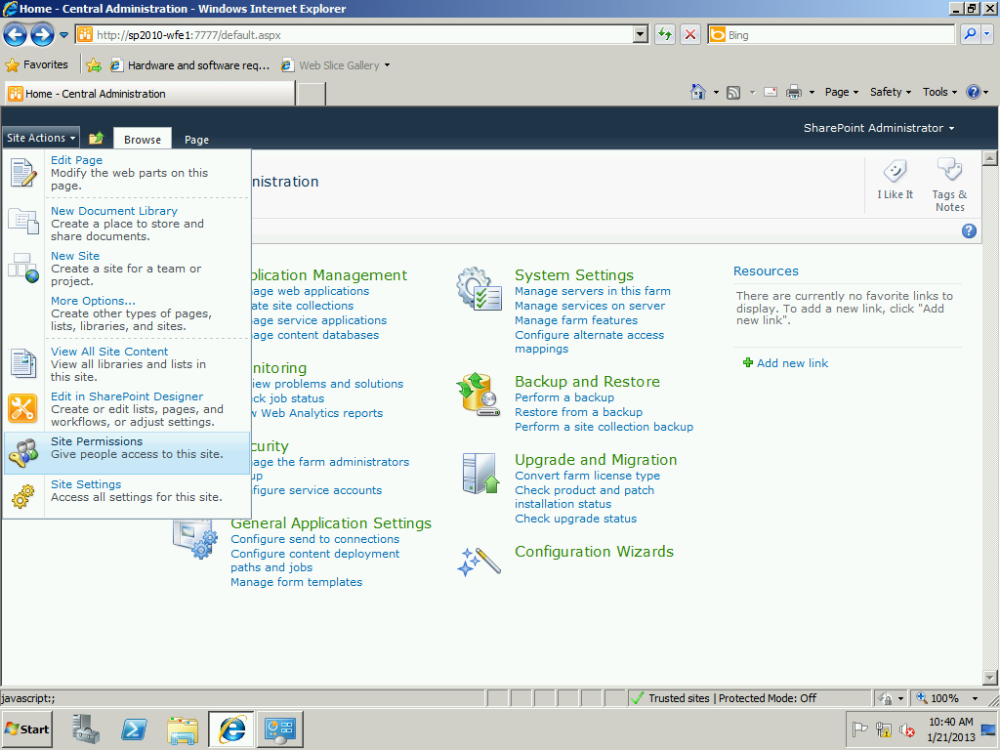 Home - Central Administration - Windows Internet Explorer
http://sp2010-wfe1:7777/default.aspx
Bing
Favorites
Hardware and software req...
Web Slice Gallery
Home - Central Administration
Page
Safety
Tools
Site Actions
Browse
Page
SharePoint Administrator
Edit Page
Modify the web parts on this
page.
New Document Library
Create a place to store and
share documents.
New Site
Create a site for a team or
project.
More Options...
Create other types of pages,
lists, libraries, and sites.
View All Site Content
View all libraries and lists in
this site.
Edit in SharePoint Designer
Create or edit lists, pages, and
workflows, or adjust settings.
Site Permissions
Give people access to this site.
Site Settings
Access all settings for this site.
nistration
I Like It
Tags &
Notes
plication Management
nage web applications
ate site collections
nage service applications
nage content databases
nitoring
iew problems and solutions
ck job status
w Web Analytics reports
curity
nage the farm administrators
up
figure service accounts
General Application Settings
Configure send to connections
Configure content deployment
paths and jobs
Manage form templates
System Settings
Manage servers in this farm
Manage services on server
Manage farm features
Configure alternate access
mappings
Backup and Restore
Perform a backup
Restore from a backup
Perform a site collection backup
Upgrade and Migration
Convert farm license type
Check product and patch
installation status
Check upgrade status
Configuration Wizards
Resources
There are currently no favorite links to
display. To add a new link, click "Add
new link".
Add new link
javascript:;
Trusted sites | Protected Mode: Off
100%
Start
10:40 AM
1/21/2013